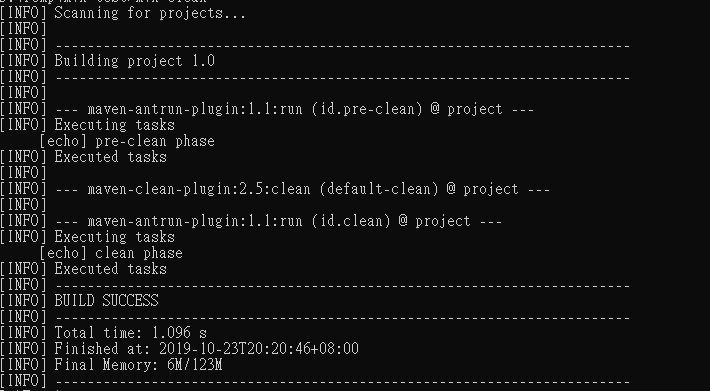 [INFO] Scanning for projects...
[INFO]
[INFO] ------------------------------------------------------------------------
[INFO] Building project 1.0
[INFO] ------------------------------------------------------------------------
[INFO]
[INFO] --- maven-antrun-plugin:1.1:run (id.pre-clean) @ project ---
[INFO] Executing tasks
     [echo] pre-clean phase
[INFO] Executed tasks
[INFO]
[INFO] --- maven-clean-plugin:2.5:clean (default-clean) @ project ---
[INFO]
[INFO] --- maven-antrun-plugin:1.1:run (id.clean) @ project ---
[INFO] Executing tasks
     [echo] clean phase
[INFO] Executed tasks
[INFO] ------------------------------------------------------------------------
[INFO] BUILD SUCCESS
[INFO] ------------------------------------------------------------------------
[INFO] Total time: 1.096 s
[INFO] Finished at: 2019-10-23T20:20:46+08:00
[INFO] Final Memory: 6M/123M
[INFO] ------------------------------------------------------------------------